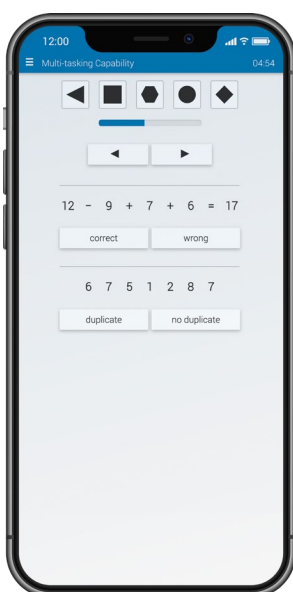 12:00
Multi-tasking Capability 04:54
12 - 9 + 7 + 6 = 17
correct wrong
6 7 5 1 2 8 7
duplicate no duplicate